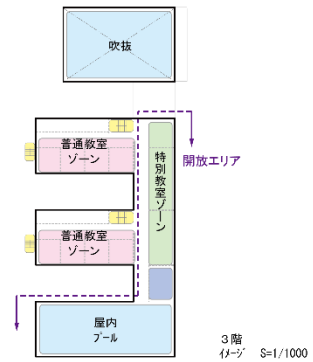 吹抜
普通教室
ゾーン
特別教室ゾーン
開放エリア
普通教室
ゾーン
屋内
プール
3階
イメージ S=1/1000